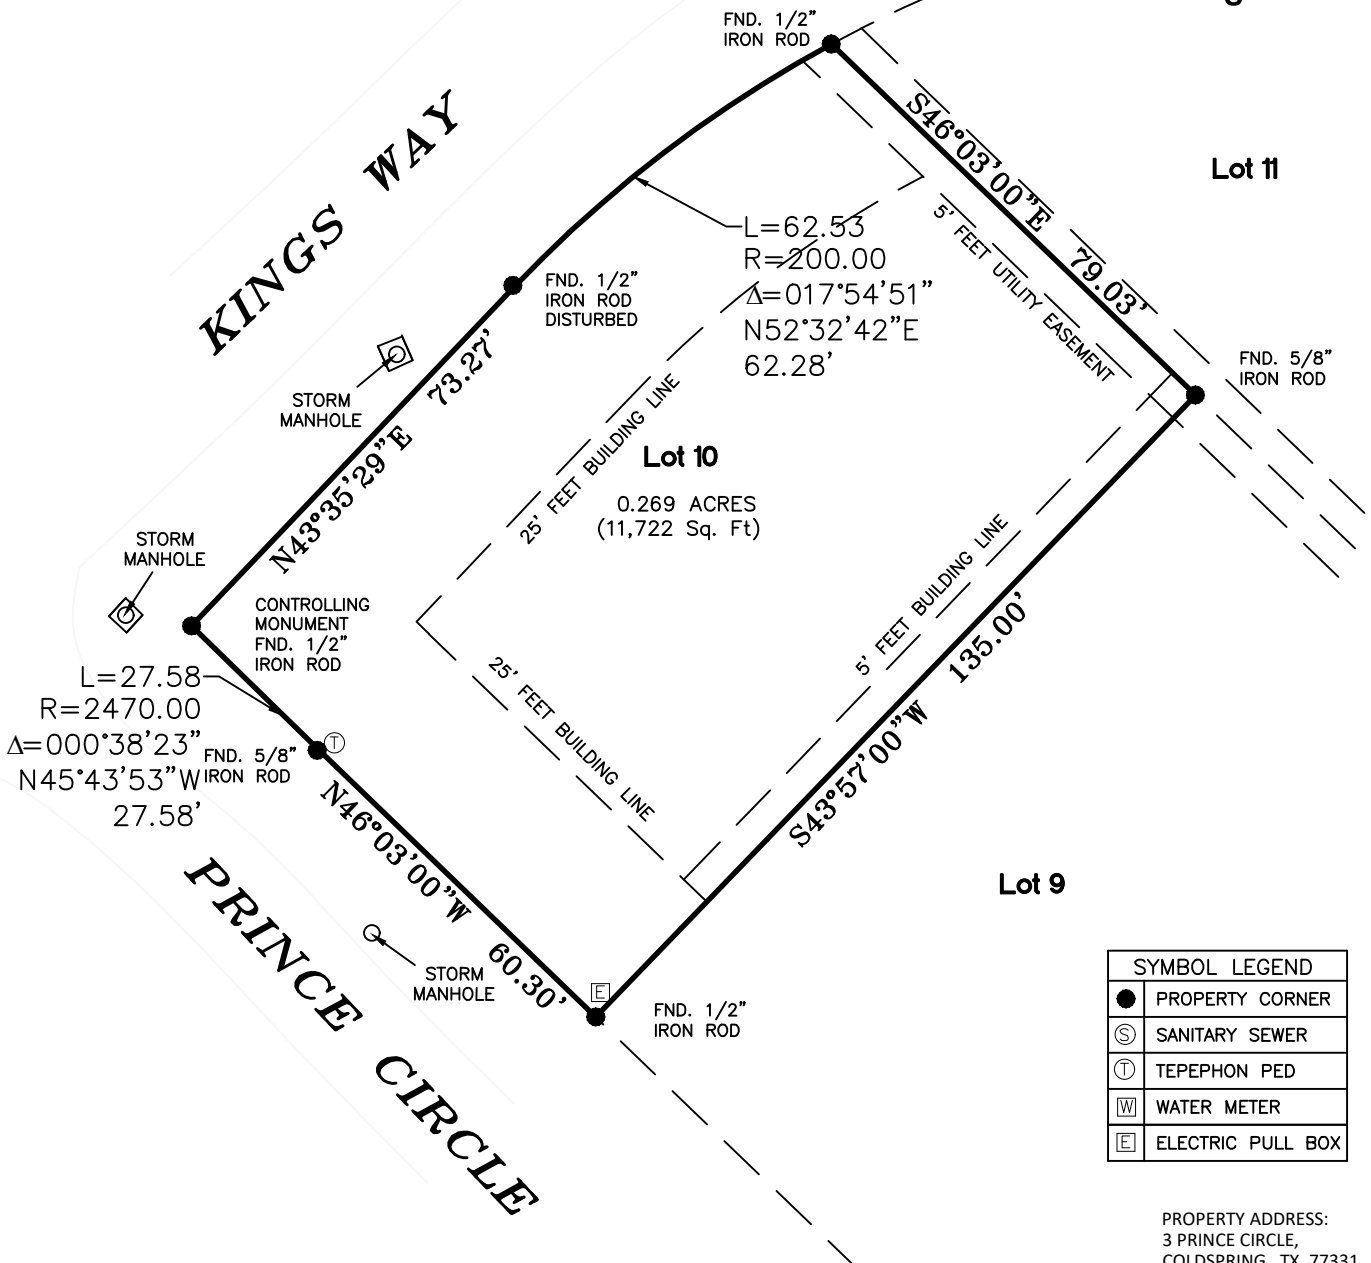 FND. 1/2"
IRON ROD
KINGS WAY
S46°03'00"E 79.03'
Lot 11
L=62.53
R=200.00
Δ=017°54'51"
N52°32'42"E
62.28'
5' FEET UTILITY EASEMENT
FND. 1/2"
IRON ROD
DISTURBED
STORM
MANHOLE
N43°35'29"E 73.27'
25' FEET BUILDING LINE
FND. 5/8"
IRON ROD
Lot 10
0.269 ACRES
(11,722 Sq. Ft)
STORM
MANHOLE
CONTROLLING
MONUMENT
FND. 1/2"
IRON ROD
L=27.58
R=2470.00
Δ=000°38'23"
N45°43'53"W
27.58'
FND. 5/8"
IRON ROD
T
25' FEET BUILDING LINE
5' FEET BUILDING LINE
S43°57'00"W 135.00'
N46°03'00"W 60.30'
PRINCE CIRCLE
STORM
MANHOLE
E
FND. 1/2"
IRON ROD
Lot 9
SYMBOL LEGEND
PROPERTY CORNER
S SANITARY SEWER
T TEPEPHON PED
W WATER METER
E ELECTRIC PULL BOX
PROPERTY ADDRESS:
3 PRINCE CIRCLE,
COLDSPRING, TX 77331